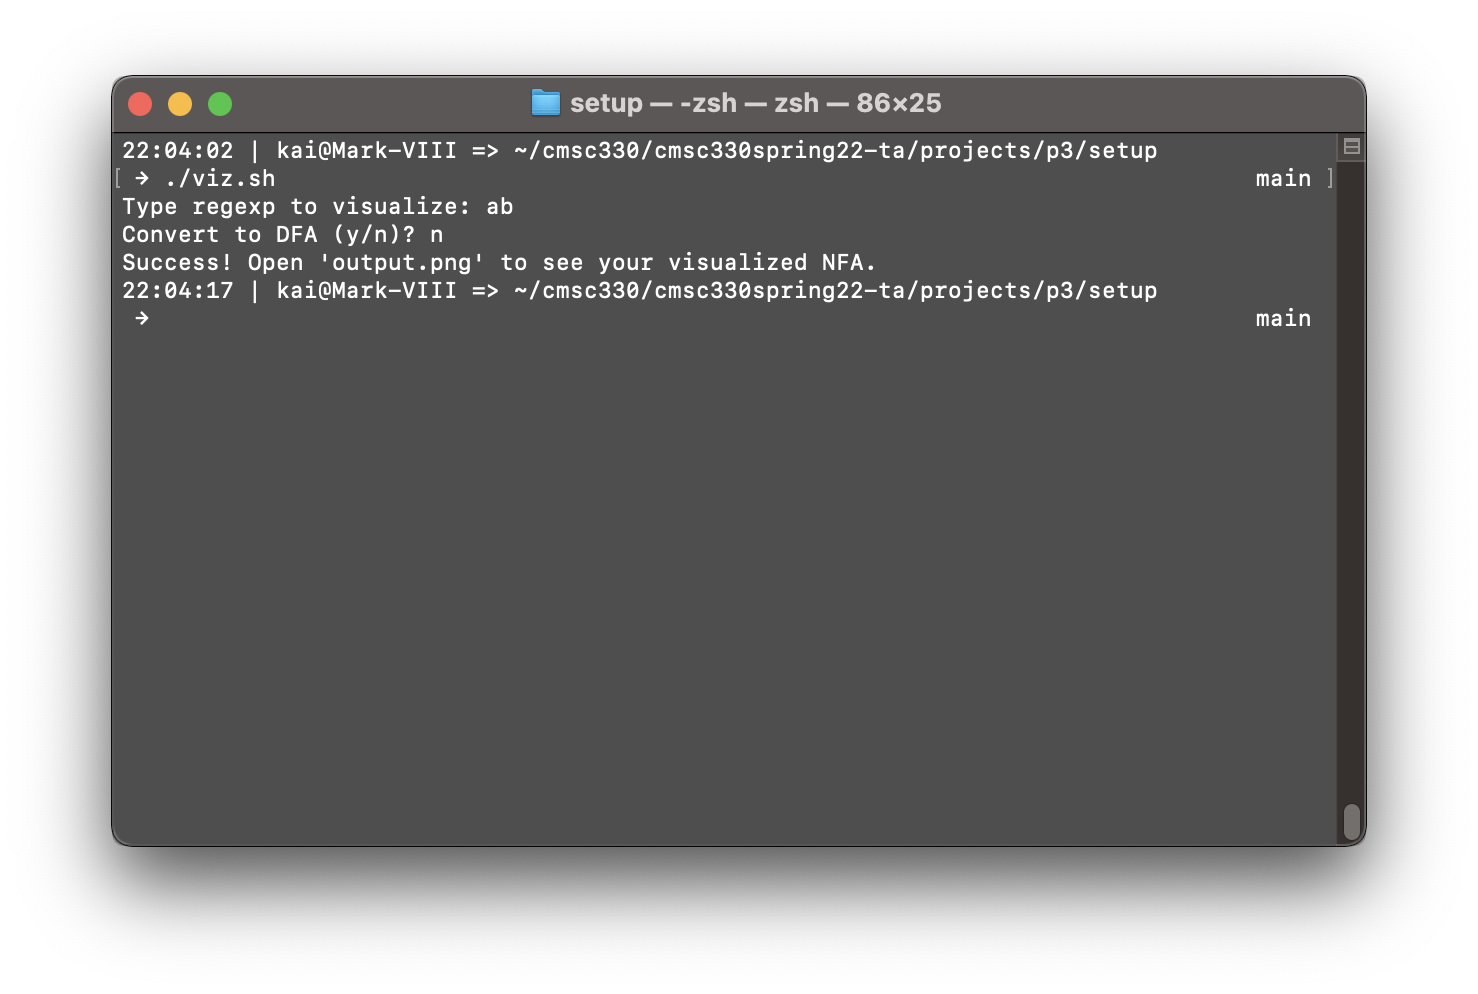 setup — -zsh — zsh — 86×25
22:04:02 | kai@Mark-VIII => ~/cmsc330/cmsc330spring22-ta/projects/p3/setup
[ → ./viz.sh main ]
Type regexp to visualize: ab
Convert to DFA (y/n)? n
Success! Open 'output.png' to see your visualized NFA.
22:04:17 | kai@Mark-VIII => ~/cmsc330/cmsc330spring22-ta/projects/p3/setup
→ main